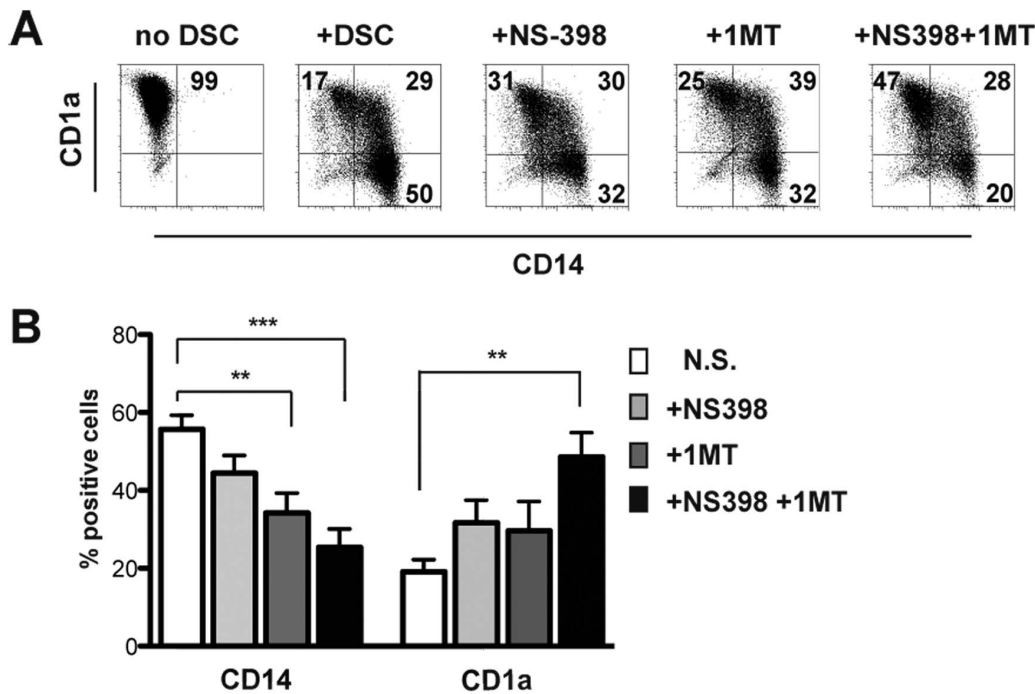 A
no DSC +DSC +NS-398 +1MT +NS398+1MT
99 17 29 31 30 25 39 47 28
50 32 32 20
CD1a
CD14
B
80
60
40
20
0
% positive cells
***
**
**
N.S.
+NS398
+1MT
+NS398 +1MT
CD14 CD1a